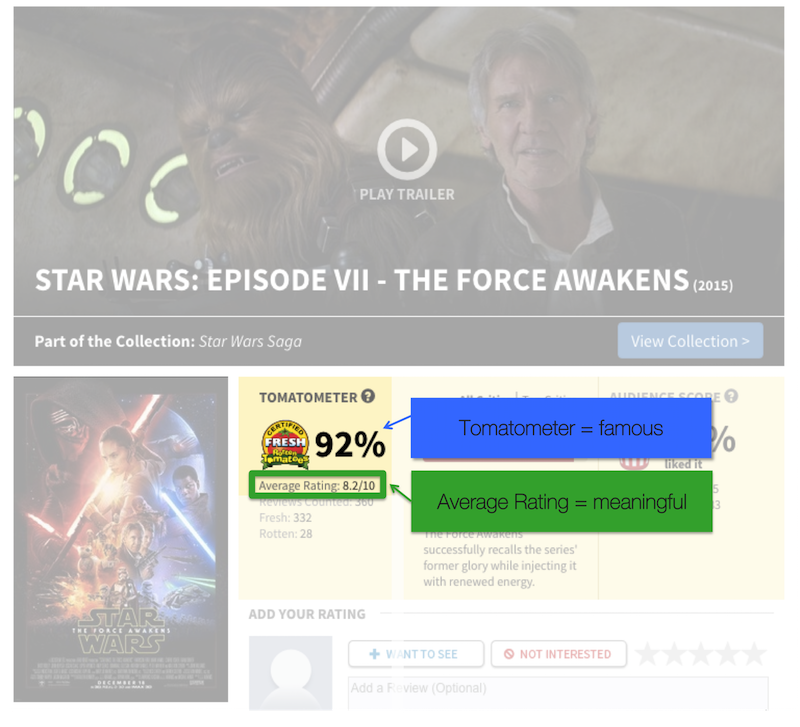 PLAY TRAILER
STAR WARS: EPISODE VII - THE FORCE AWAKENS (2015)
Part of the Collection: Star Wars Saga
View Collection >
TOMATOMETER
CERTIFIED
FRESH
Rotten
Tomatoes
92%
Average Rating: 8.2/10
Reviews Counted: 360
Fresh: 332
Rotten: 28
All Critics
AUDIENCE SCORE
Tomatometer = famous
%
liked it
Average Rating = meaningful
The Force Awakens
successfully recalls the series'
former glory while injecting it
with renewed energy.
STAR
THE FORCE AWAKENS
WARS
DECEMBER 18
ADD YOUR RATING
WANT TO SEE
NOT INTERESTED
Add a Review (Optional)